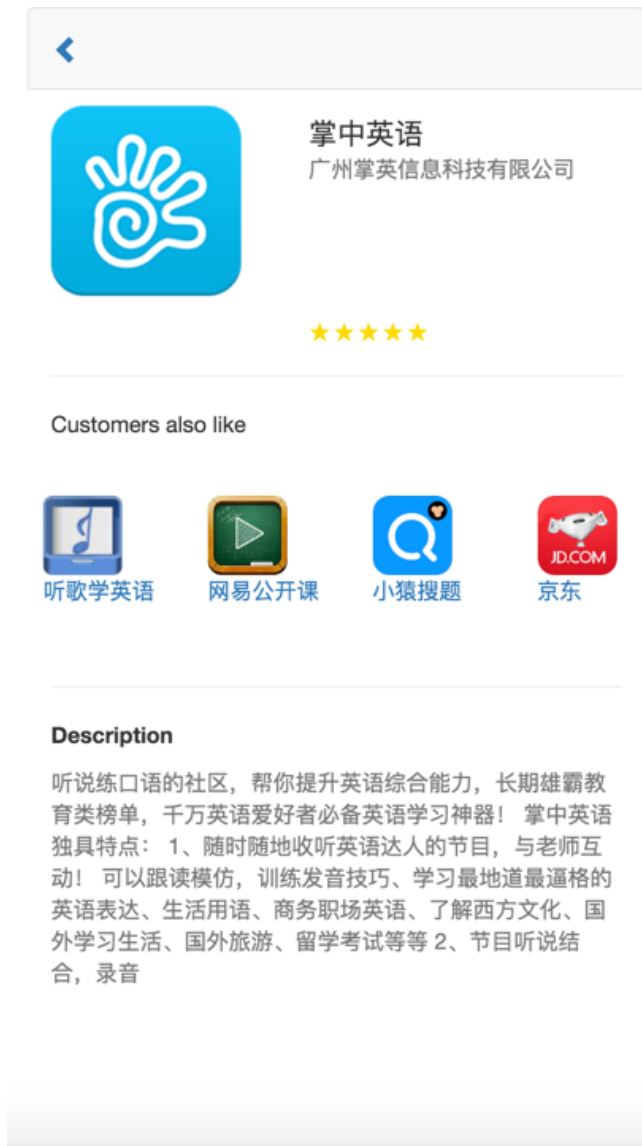 掌中英语
广州掌英信息科技有限公司
★★★★★
Customers also like
JD.COM
听歌学英语 网易公开课 小猿搜题 京东
Description
听说练口语的社区，帮你提升英语综合能力，长期雄霸教
育类榜单，千万英语爱好者必备英语学习神器！ 掌中英语
独具特点： 1、随时随地收听英语达人的节目，与老师互
动！ 可以跟读模仿，训练发音技巧、学习最地道最逼格的
英语表达、生活用语、商务职场英语、了解西方文化、国
外学习生活、国外旅游、留学考试等等 2、节目听说结
合，录音